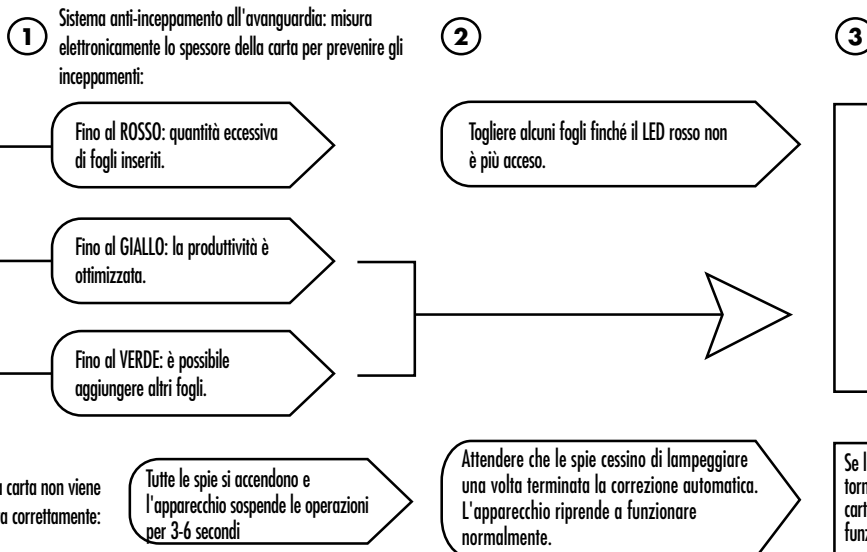 1
Sistema anti-inceppamento all'avanguardia: misura
elettronicamente lo spessore della carta per prevenire gli
inceppamenti:
2
3
Fino al ROSSO: quantità eccessiva
di fogli inseriti.
Togliere alcuni fogli finché il LED rosso non
è più acceso.
Fino al GIALLO: la produttività è
ottimizzata.
Fino al VERDE: è possibile
aggiungere altri fogli.
carta non viene
correttamente:
Tutte le spie si accendono e
l'apparecchio sospende le operazioni
per 3-6 secondi
Attendere che le spie cessino di lampeggiare
una volta terminata la correzione automatica.
L'apparecchio riprende a funzionare
normalmente.
Se